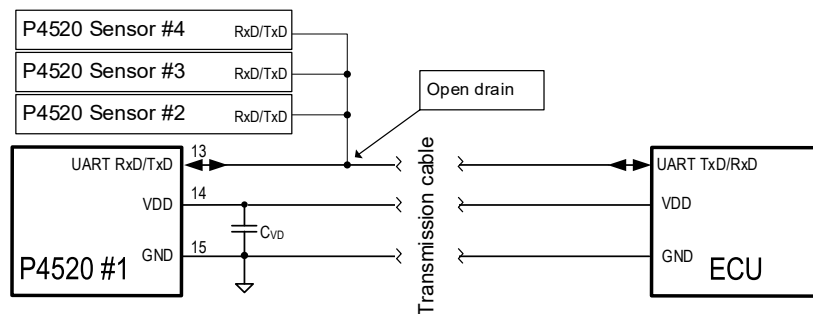 P4520 Sensor #4 RxD/TxD
P4520 Sensor #3 RxD/TxD
P4520 Sensor #2 RxD/TxD
Open drain
UART RxD/TxD 13
VDD 14
CVD
GND 15
P4520 #1
Transmission cable
UART TxD/RxD
VDD
GND
ECU